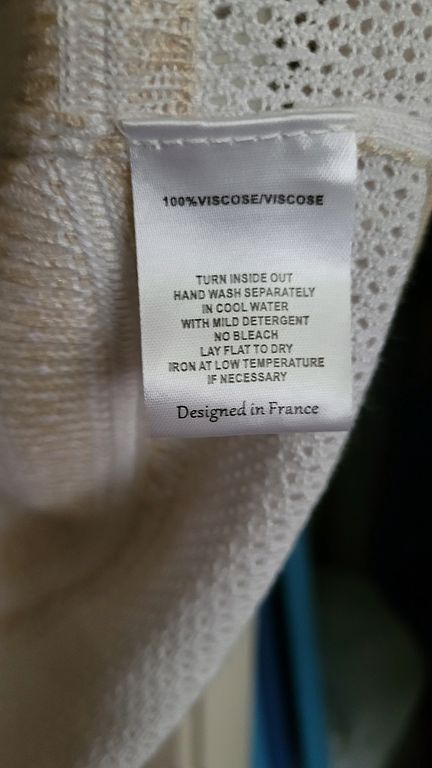 100%VISCOSE/VISCOSE
TURN INSIDE OUT
HAND WASH SEPARATELY
IN COOL WATER
WITH MILD DETERGENT
NO BLEACH
LAY FLAT TO DRY
IRON AT LOW TEMPERATURE
IF NECESSARY
Designed in France